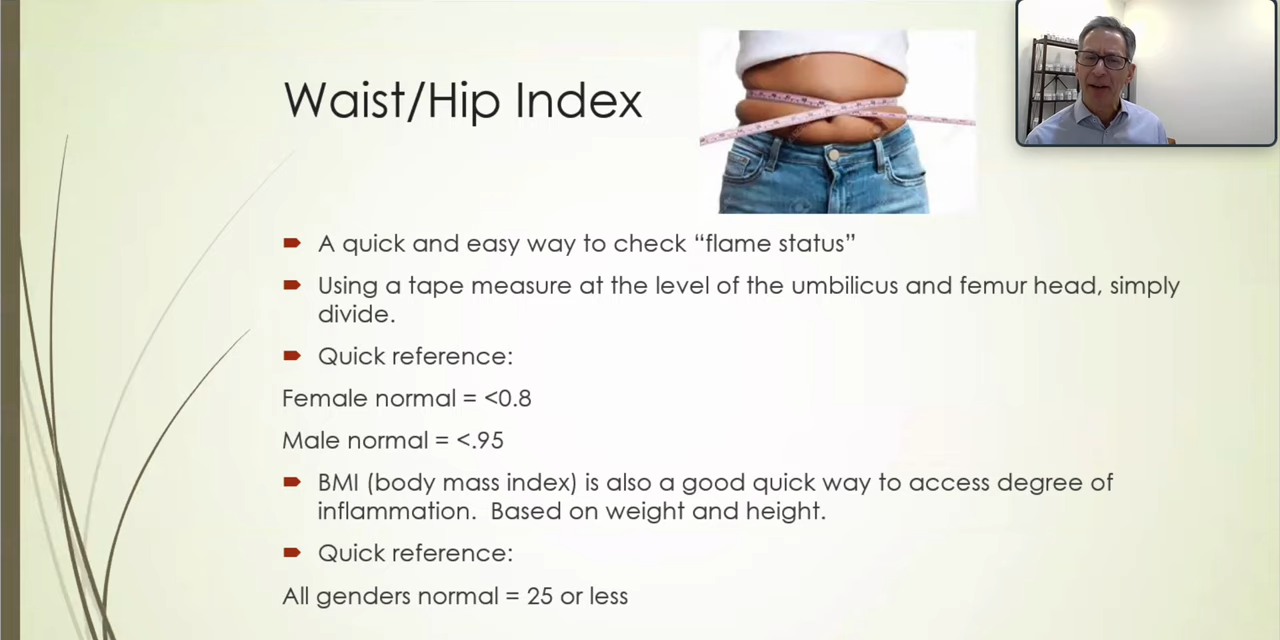 Waist/Hip Index
A quick and easy way to check “flame status”
Using a tape measure at the level of the umbilicus and femur head, simply
divide.
Quick reference:
Female normal = <0.8
Male normal = <.95
BMI (body mass index) is also a good quick way to access degree of
inflammation.  Based on weight and height.
Quick reference:
All genders normal = 25 or less